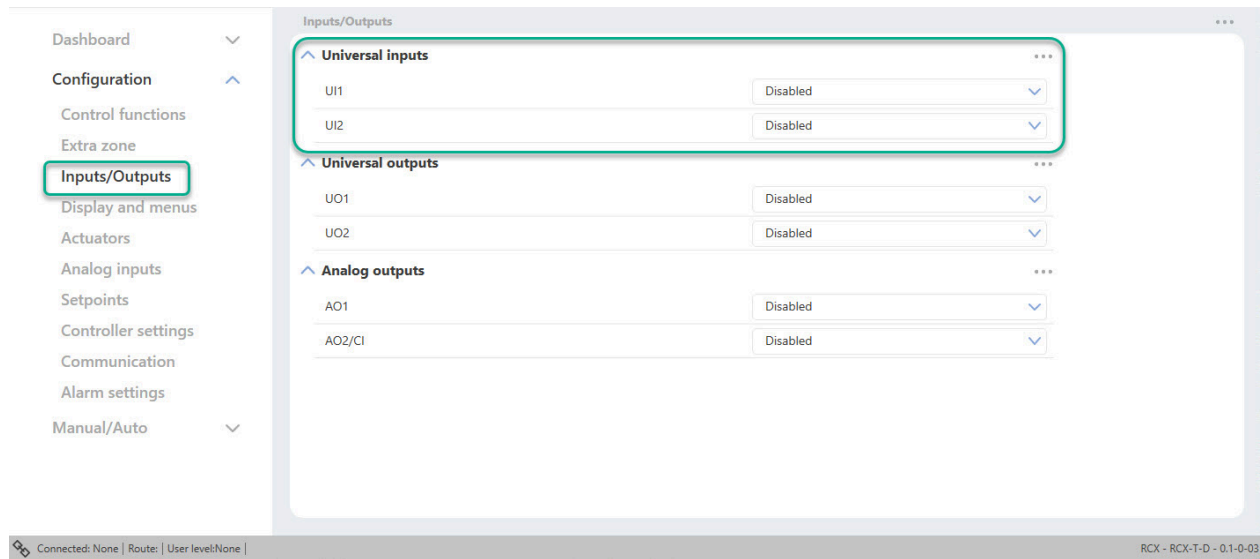 Inputs/Outputs
Dashboard
Configuration
Control functions
Extra zone
Inputs/Outputs
Display and menus
Actuators
Analog inputs
Setpoints
Controller settings
Communication
Alarm settings
Manual/Auto
Universal inputs
UI1 Disabled
UI2 Disabled
Universal outputs
UO1 Disabled
UO2 Disabled
Analog outputs
AO1 Disabled
AO2/CI Disabled
Connected: None | Route: | User level:None |
RCX - RCX-T-D - 0.1-0-03